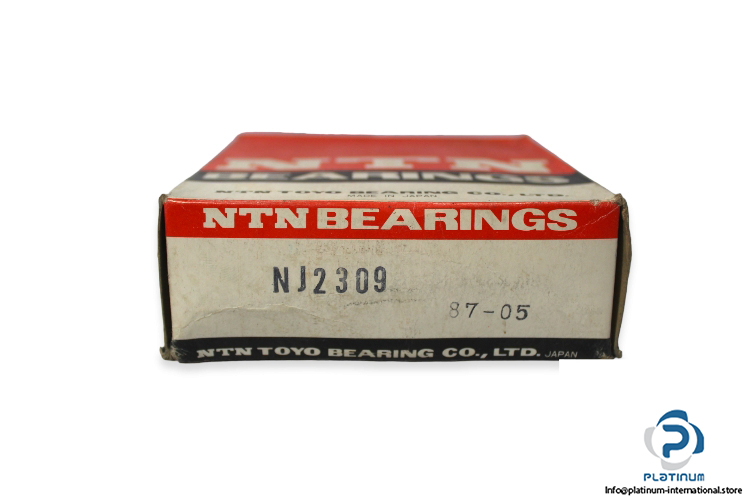 NTN
BEARINGS
NTN TOYO BEARING CO., LTD.
MADE IN JAPAN
NTN BEARINGS
NJ2309
87-05
NTN TOYO BEARING CO., LTD. JAPAN
PLATINUM
Info@platinum-international.store